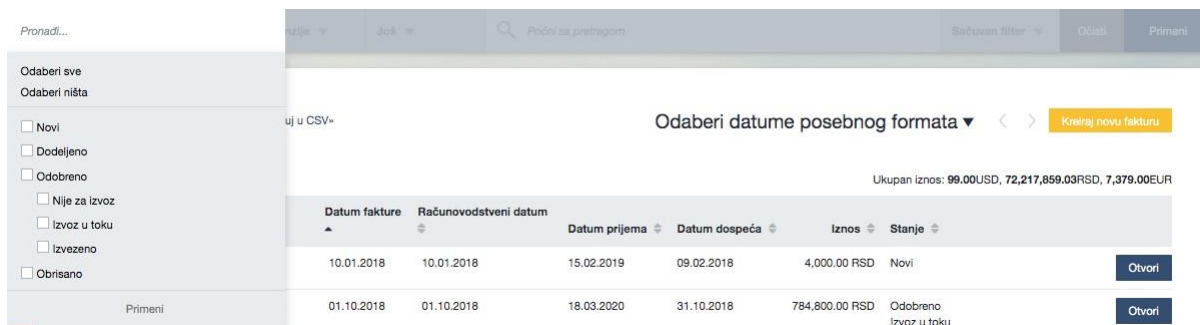 Pronađi...
nzije ▼ Još ▼ Počni sa pretragom Sačuvan filter ▼ Očisti Primeni
Odaberi sve
Odaberi ništa
Novi
Dodeljeno
Odobreno
Nije za izvoz
Izvoz u toku
Izvezeno
Obrisano
Primeni
uj u CSV»
Odaberi datume posebnog formata ▼ < > Kreiraj novu fakturu
Ukupan iznos: 99.00USD, 72,217,859.03RSD, 7,379.00EUR
Datum fakture Računovodstveni datum Datum prijema Datum dospeća Iznos Stanje
10.01.2018 10.01.2018 15.02.2019 09.02.2018 4,000.00 RSD Novi Otvori
01.10.2018 01.10.2018 18.03.2020 31.10.2018 784,800.00 RSD Odobreno Otvori
Izvoz u toku